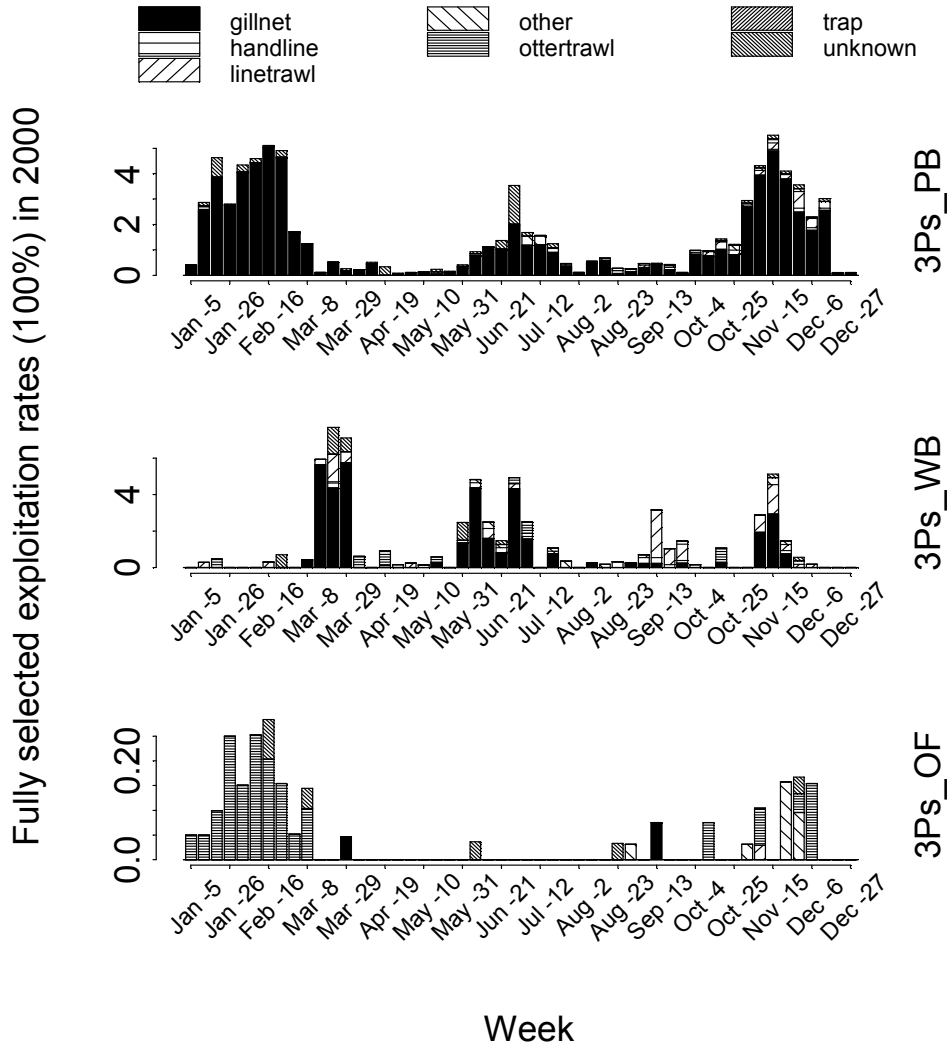 gillnet other trap
handline ottertrawl unknown
linetrawl
Fully selected exploitation rates (100%) in 2000
4
2
0
3Ps_PB
Jan -5 Jan -26 Feb -16 Mar -8 Mar -29 Apr -19 May -10 May -31 Jun -21 Jul -12 Aug -2 Aug -23 Sep -13 Oct -4 Oct -25 Nov -15 Dec -6 Dec -27
4
0
3Ps_WB
Jan -5 Jan -26 Feb -16 Mar -8 Mar -29 Apr -19 May -10 May -31 Jun -21 Jul -12 Aug -2 Aug -23 Sep -13 Oct -4 Oct -25 Nov -15 Dec -6 Dec -27
0.20
0.0
3Ps_OF
Jan -5 Jan -26 Feb -16 Mar -8 Mar -29 Apr -19 May -10 May -31 Jun -21 Jul -12 Aug -2 Aug -23 Sep -13 Oct -4 Oct -25 Nov -15 Dec -6 Dec -27
Week